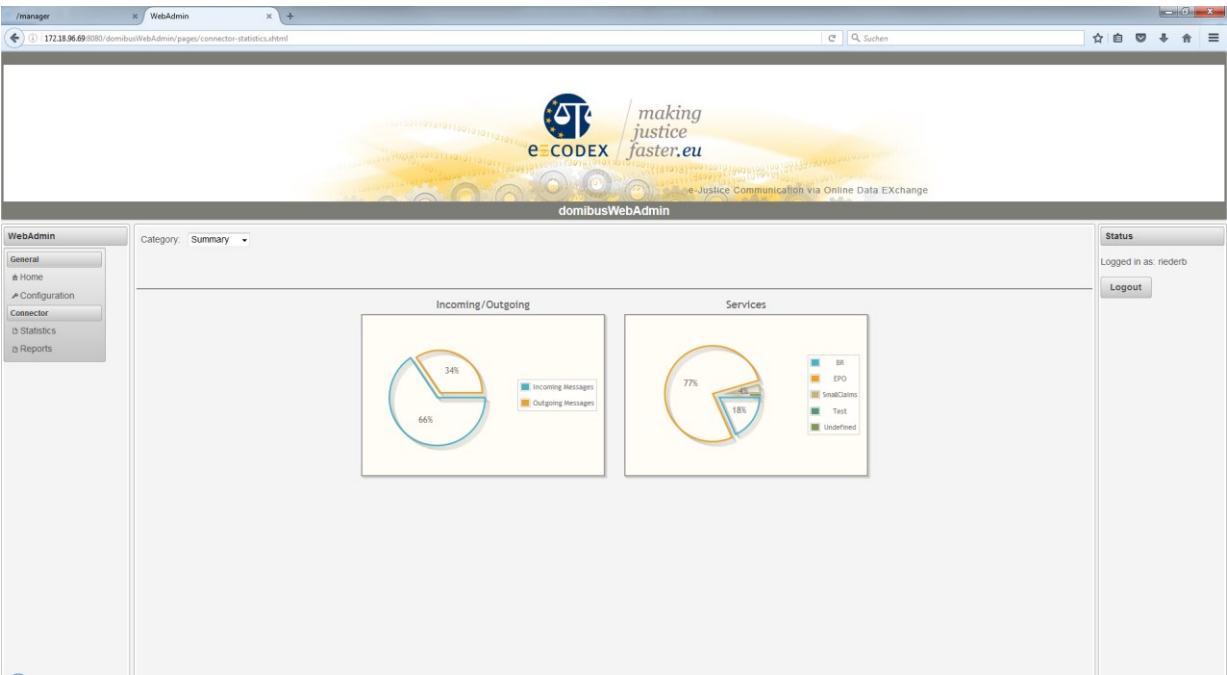 /manager
WebAdmin
172.18.96.69:8080/domibusWebAdmin/pages/connector-statistics.xhtml
Suchen
making
justice
faster.eu
e-CODEX
e-Justice Communication via Online Data EXchange
domibusWebAdmin
WebAdmin
General
Home
Configuration
Connector
Statistics
Reports
Category: Summary
Incoming/Outgoing
34%
66%
Incoming Messages
Outgoing Messages
Services
77%
4%
18%
BR
EPO
SmallClaims
Test
Undefined
Status
Logged in as: riederb
Logout